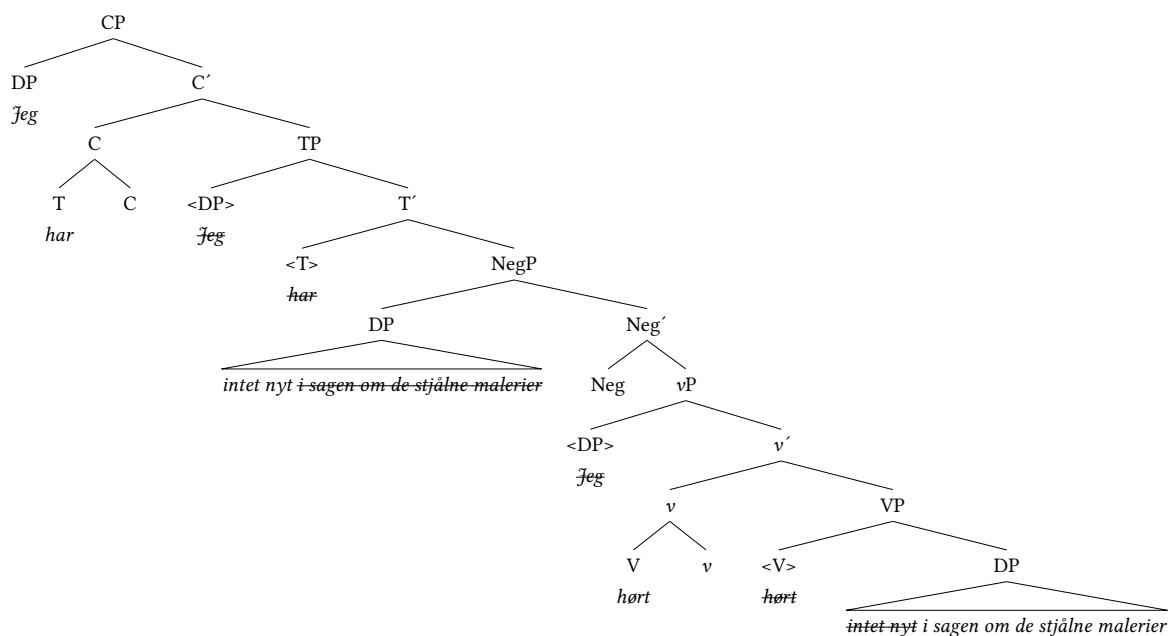 CP
DP C´
Jeg
C TP
T C <DP> T´
har Jeg
<T> NegP
har
DP Neg´
intet nyt i sagen om de stjålne malerier Neg vP
<DP> v´
Jeg
v VP
V v <V> DP
hørt hørt
intet nyt i sagen om de stjålne malerier